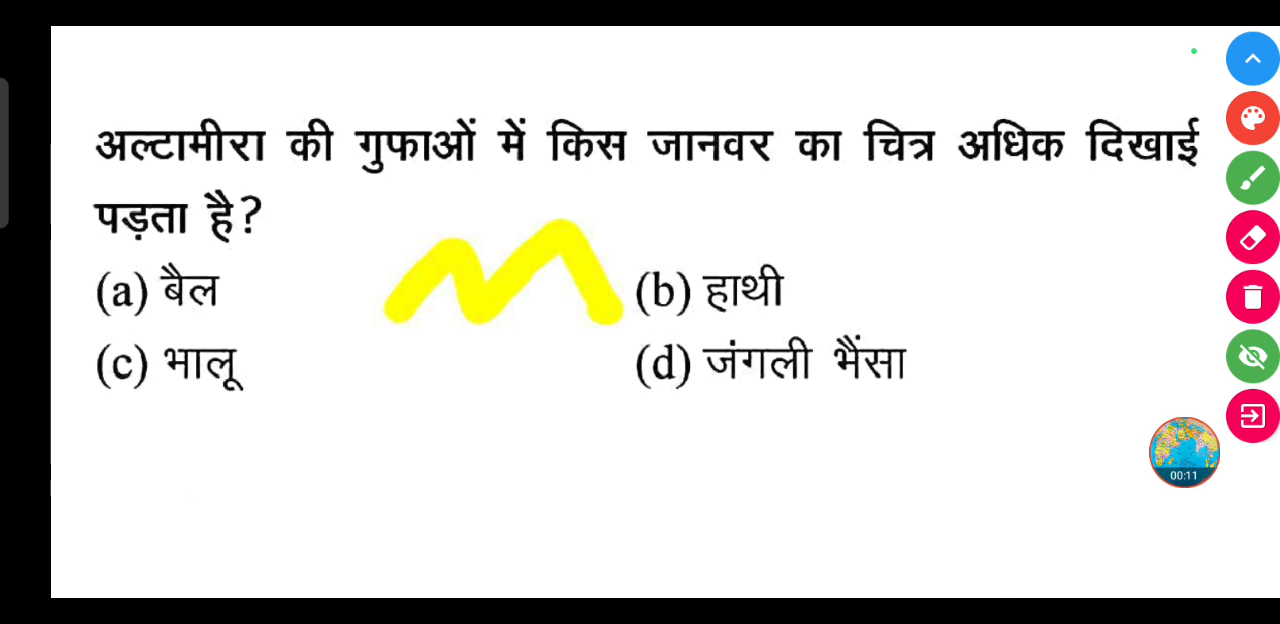 अल्टामीरा की गुफाओं में किस जानवर का चित्र अधिक दिखाई
पड़ता है?
(a) बैल (b) हाथी
(c) भालू (d) जंगली भैंसा
00:11